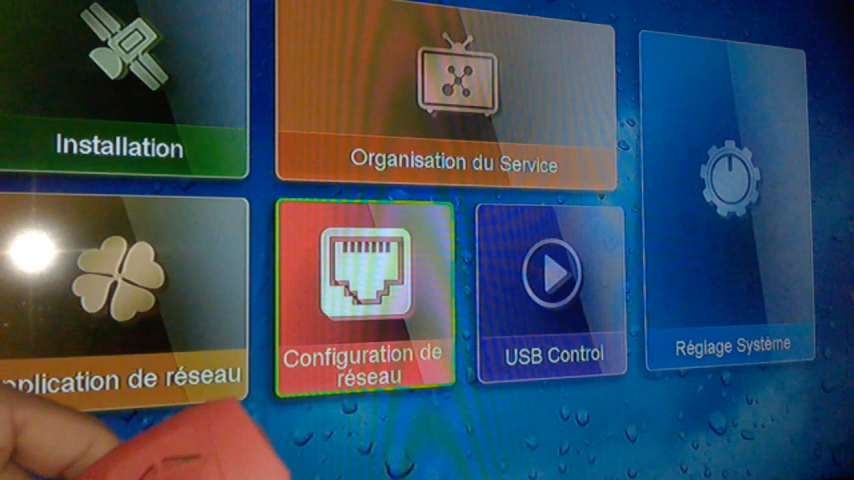 Installation
Organisation du Service
pplication de réseau
Configuration de
réseau
USB Control
Réglage Système